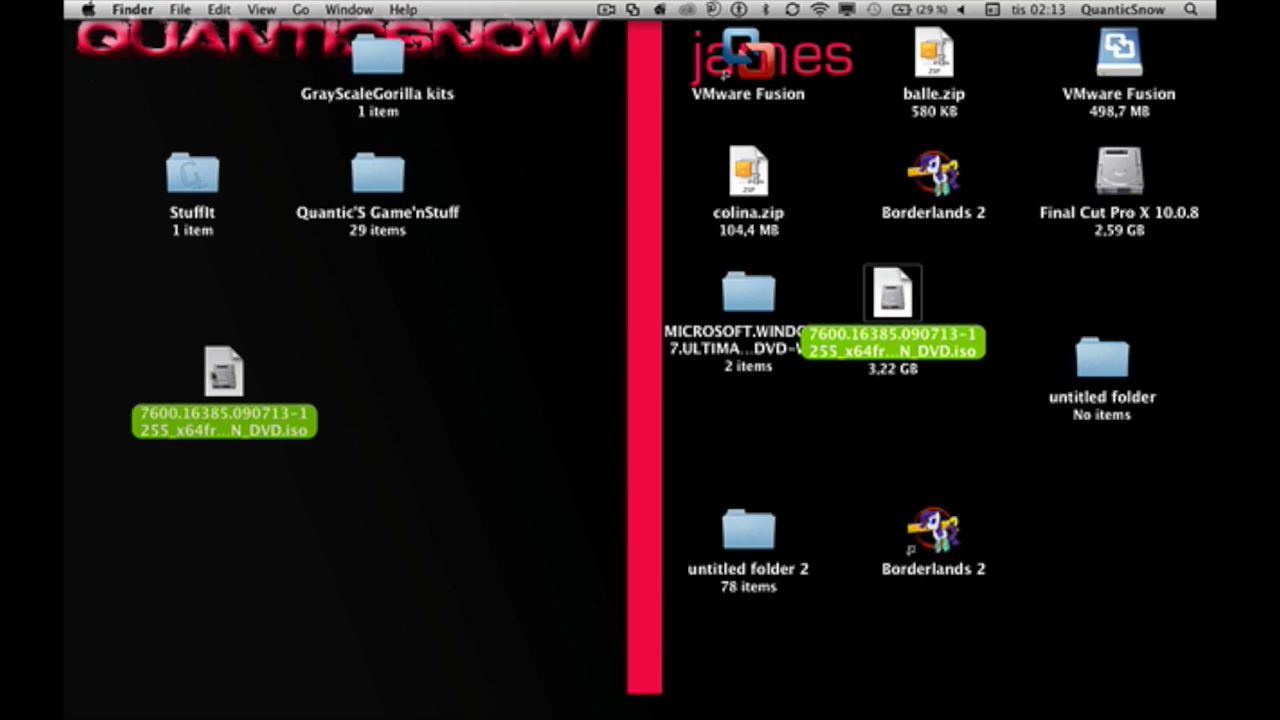 Finder File Edit View Go Window Help (29 %) tis 02:13 QuanticSnow
QUANTICSNOW
james
GrayScaleGorilla kits
1 item
VMware Fusion
balle.zip
580 KB
VMware Fusion
498,7 MB
StuffIt
1 item
Quantic'S Game'nStuff
29 items
ZIP
colina.zip
104,4 MB
ZIP
Borderlands 2
Final Cut Pro X 10.0.8
2,59 GB
MICROSOFT.WINDO
7.ULTIMA...DVD-W
2 items
7600.16385.090713-1
255_x64fr...N_DVD.iso
3,22 GB
untitled folder
No items
7600.16385.090713-1
255_x64fr...N_DVD.iso
untitled folder 2
78 items
Borderlands 2